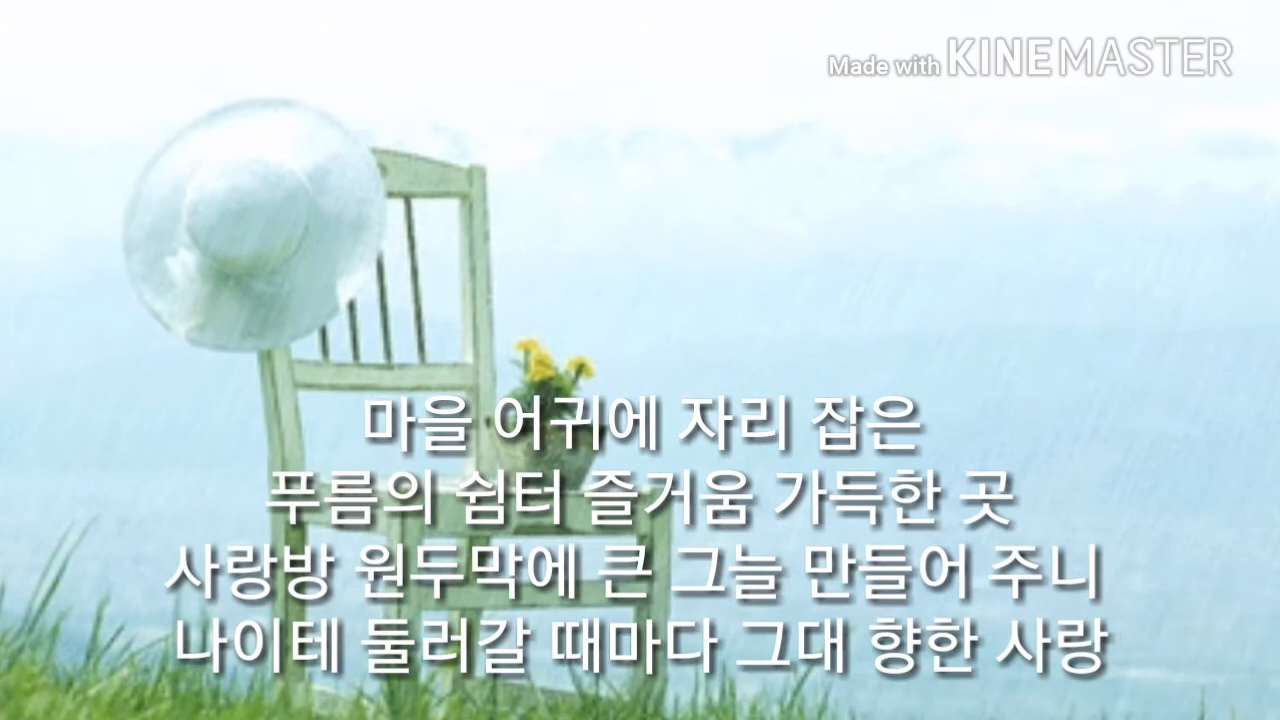 Made with KINEMASTER
마을 어귀에 자리 잡은
푸름의 쉼터 즐거움 가득한 곳
사랑방 원두막에 큰 그늘 만들어 주니
나이테 둘러갈 때마다 그대 향한 사랑